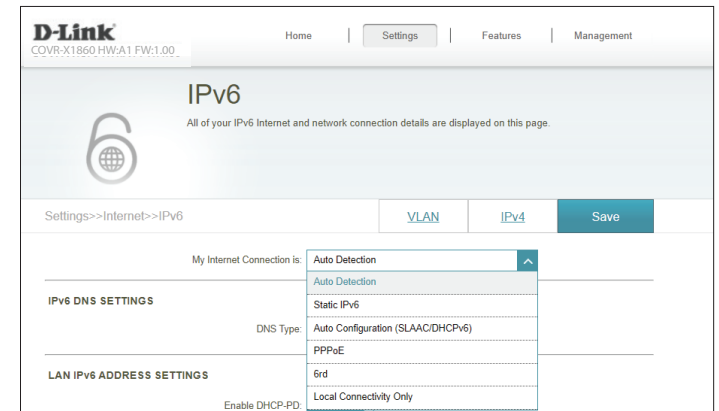 D-Link
COVR-X1860 HW:A1 FW:1.00
Home | Settings | Features | Management
IPv6
All of your IPv6 Internet and network connection details are displayed on this page.
Settings>>Internet>>IPv6
VLAN
IPv4
Save
My Internet Connection is: Auto Detection
Auto Detection
IPv6 DNS SETTINGS
Static IPv6
DNS Type: Auto Configuration (SLAAC/DHCPv6)
PPPoE
LAN IPv6 ADDRESS SETTINGS
6rd
Local Connectivity Only
Enable DHCP-PD: